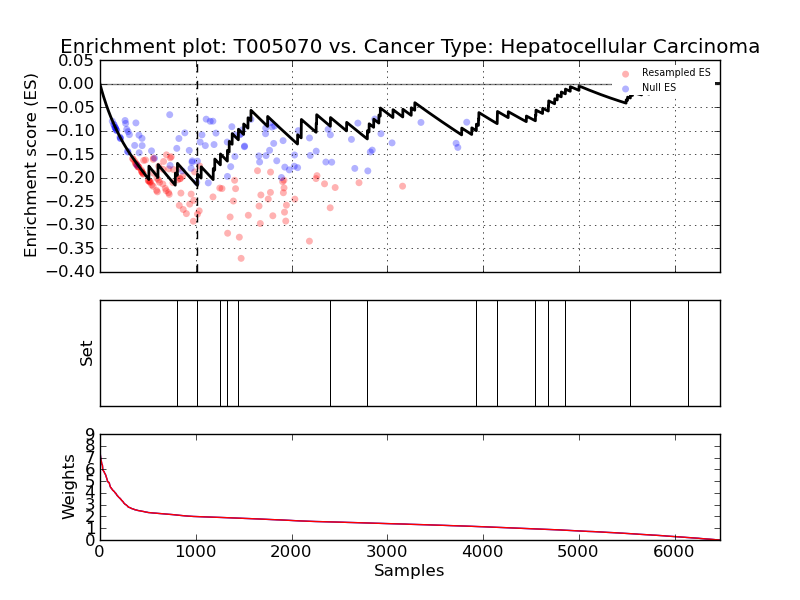 Enrichment plot: T005070 vs. Cancer Type: Hepatocellular Carcinoma
Enrichment score (ES)
0.05
0.00
−0.05
−0.10
−0.15
−0.20
−0.25
−0.30
−0.35
−0.40
Resampled ES
Null ES
Set
Weights
9
8
7
6
5
4
3
2
1
0
0 1000 2000 3000 4000 5000 6000
Samples